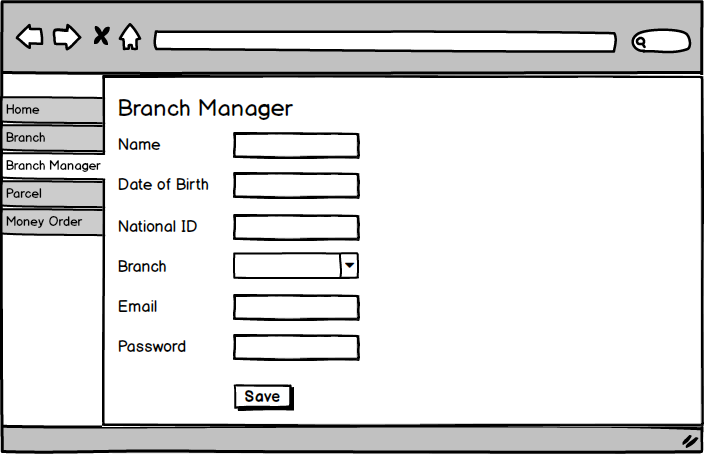 Home
Branch
Branch Manager
Parcel
Money Order
Branch Manager
Name
Date of Birth
National ID
Branch
Email
Password
Save